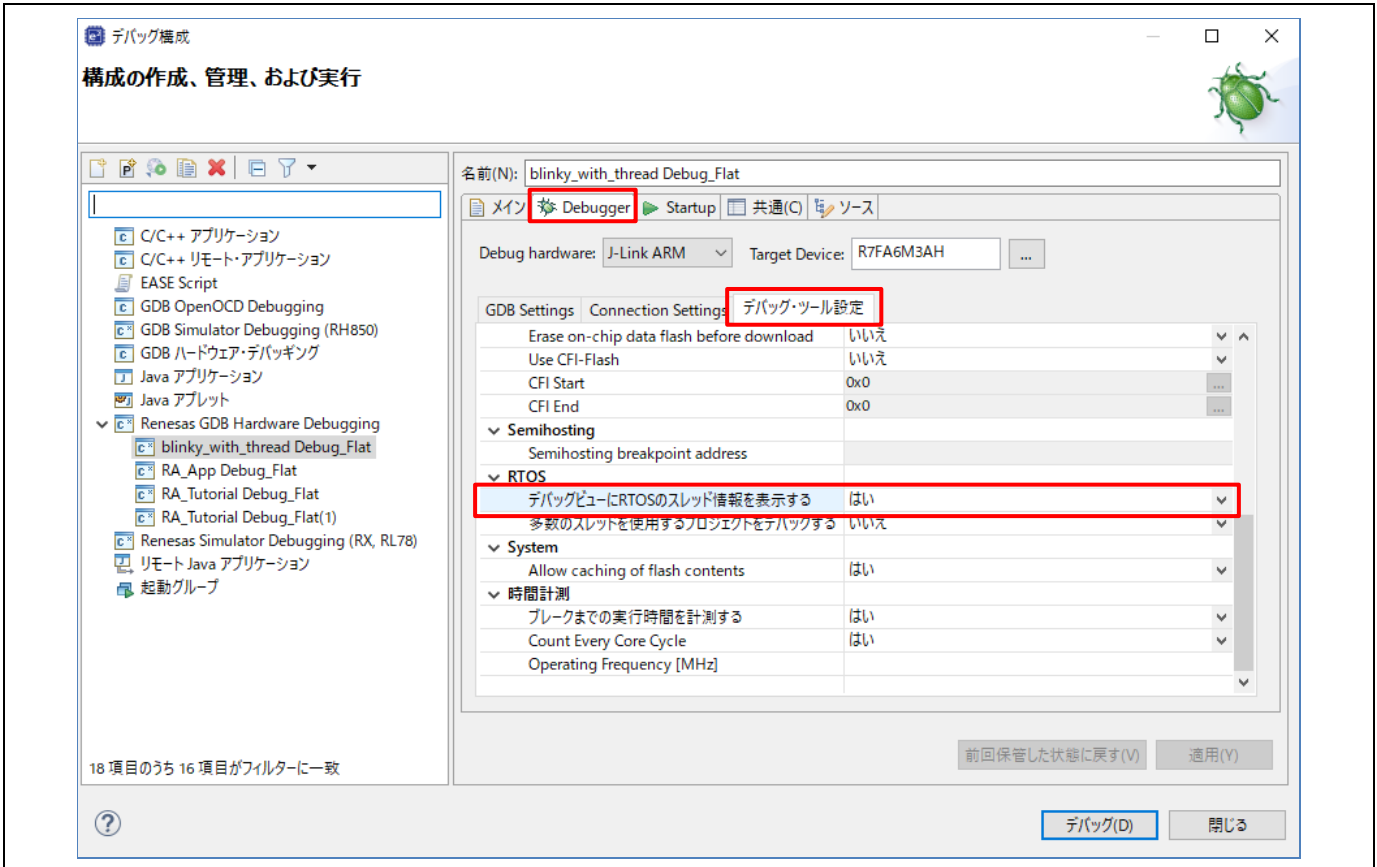 デバッグ構成
構成の作成、管理、および実行
名前(N): blinky_with_thread Debug_Flat
メイン Debugger Startup 共通(C) ソース
C/C++ アプリケーション
C/C++ リモート・アプリケーション
EASE Script
GDB OpenOCD Debugging
GDB Simulator Debugging (RH850)
GDB ハードウェア・デバッギング
Java アプリケーション
Java アプレット
Renesas GDB Hardware Debugging
blinky_with_thread Debug_Flat
RA_App Debug_Flat
RA_Tutorial Debug_Flat
RA_Tutorial Debug_Flat(1)
Renesas Simulator Debugging (RX, RL78)
リモート Java アプリケーション
起動グループ
18 項目のうち 16 項目がフィルターに一致
Debug hardware: J-Link ARM Target Device: R7FA6M3AH ...
GDB Settings Connection Settings デバッグ・ツール設定
Erase on-chip data flash before download いいえ
Use CFI-Flash いいえ
CFI Start 0x0 ...
CFI End 0x0 ...
Semihosting
Semihosting breakpoint address
RTOS
デバッグビューにRTOSのスレッド情報を表示する はい
多数のスレットを使用するプロジェクトをデバックする いいえ
System
Allow caching of flash contents はい
時間計測
ブレークまでの実行時間を計測する はい
Count Every Core Cycle はい
Operating Frequency [MHz]
前回保管した状態に戻す(V) 適用(Y)
デバッグ(D) 閉じる